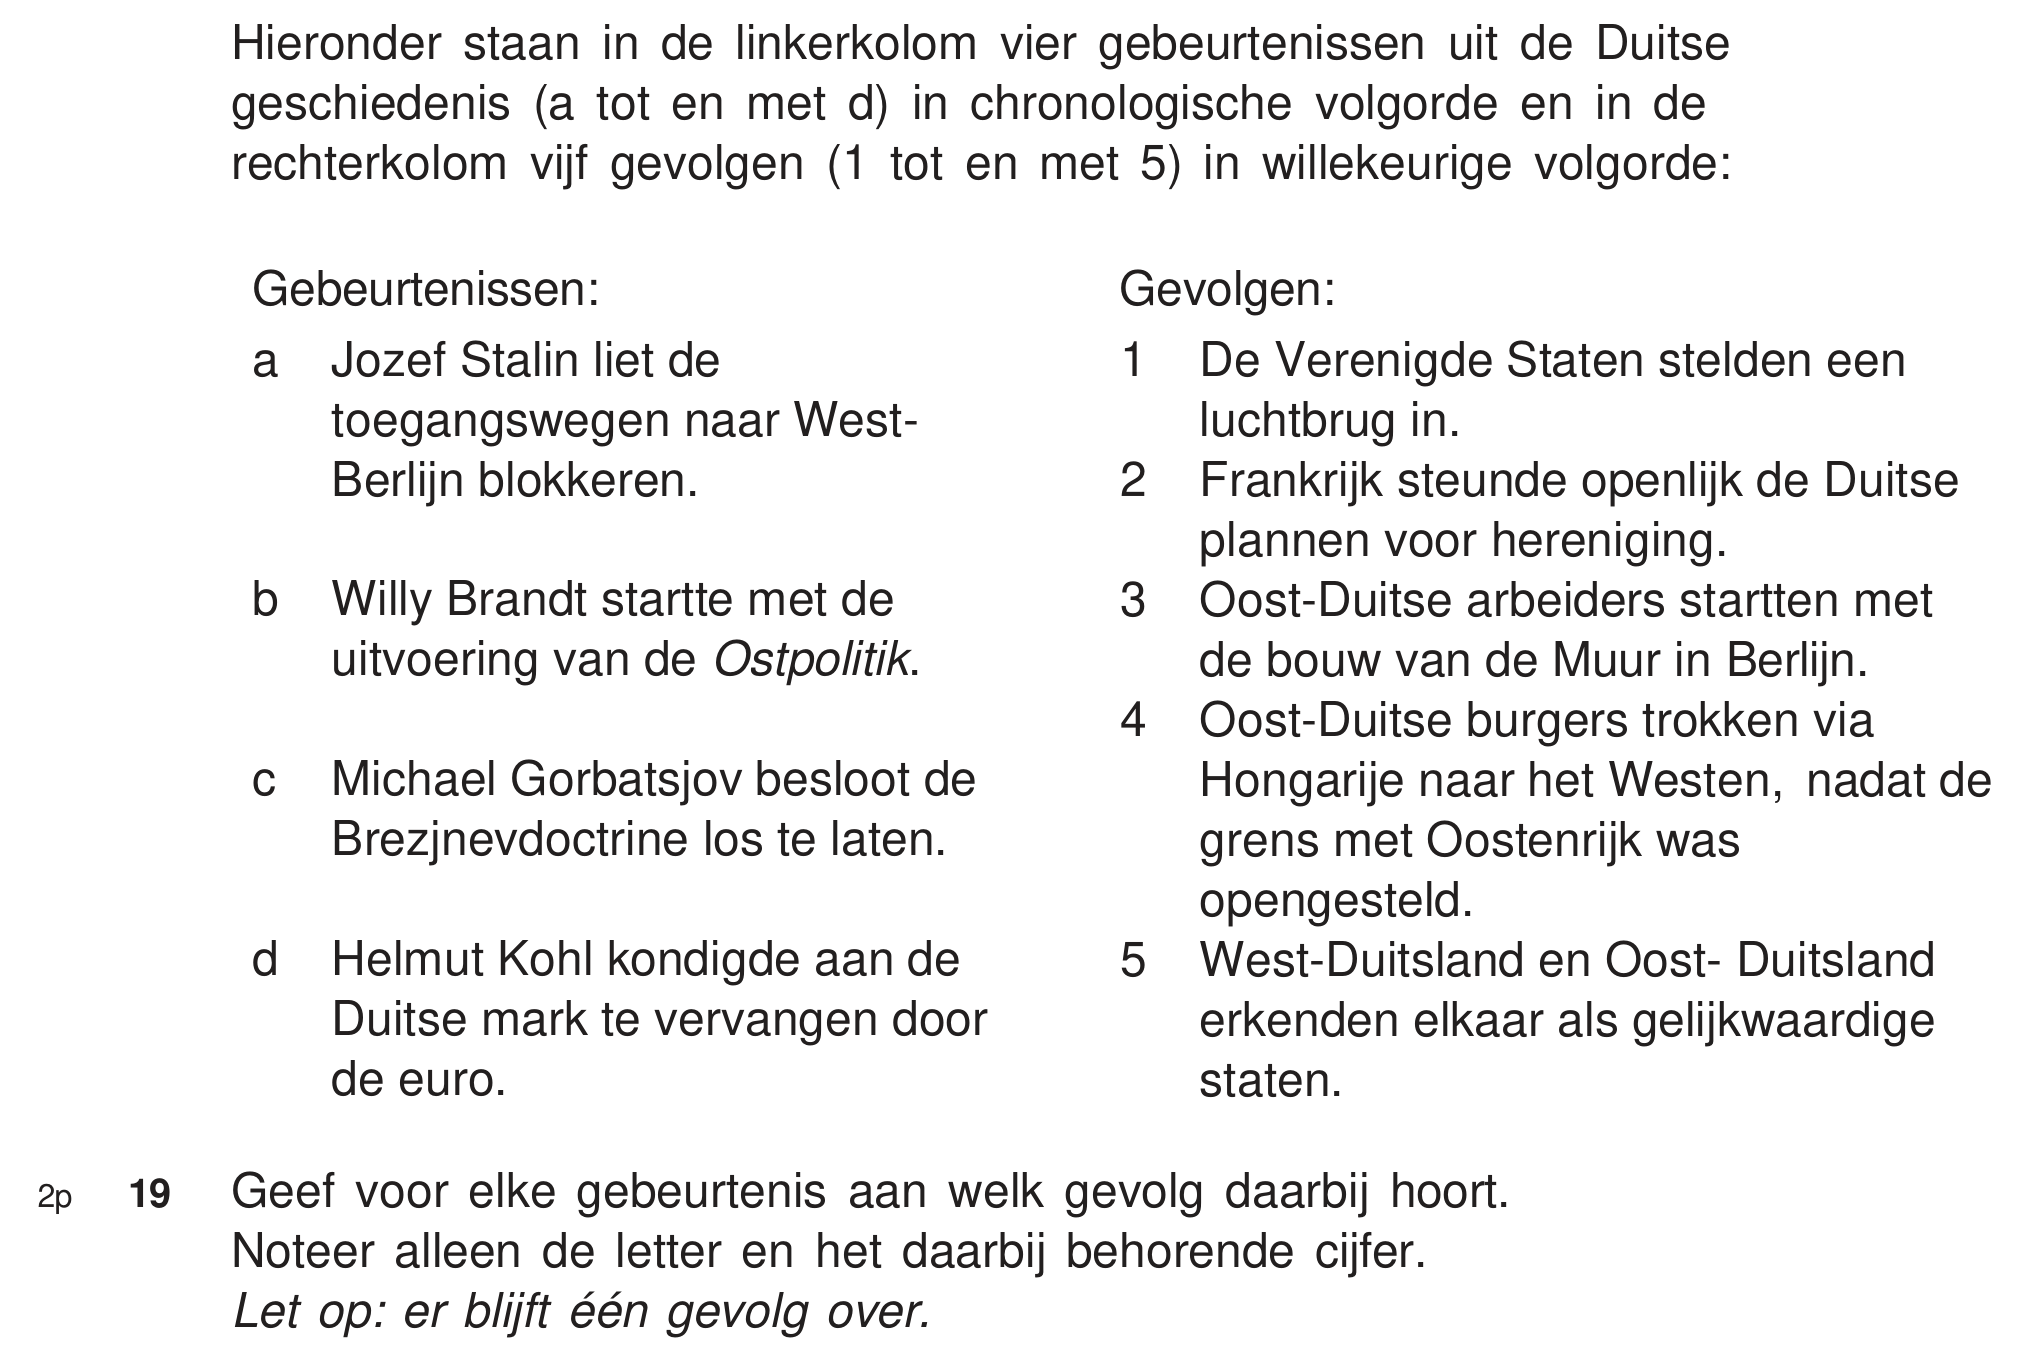 Hieronder staan in de linkerkolom vier gebeurtenissen uit de Duitse
geschiedenis (a tot en met d) in chronologische volgorde en in de
rechterkolom vijf gevolgen (1 tot en met 5) in willekeurige volgorde:
Gebeurtenissen:
a Jozef Stalin liet de
toegangswegen naar West-
Berlijn blokkeren.
b Willy Brandt startte met de
uitvoering van de Ostpolitik.
c Michael Gorbatsjov besloot de
Brezjnevdoctrine los te laten.
d Helmut Kohl kondigde aan de
Duitse mark te vervangen door
de euro.
Gevolgen:
1 De Verenigde Staten stelden een
luchtbrug in.
2 Frankrijk steunde openlijk de Duitse
plannen voor hereniging.
3 Oost-Duitse arbeiders startten met
de bouw van de Muur in Berlijn.
4 Oost-Duitse burgers trokken via
Hongarije naar het Westen, nadat de
grens met Oostenrijk was
opengesteld.
5 West-Duitsland en Oost- Duitsland
erkenden elkaar als gelijkwaardige
staten.
2p 19 Geef voor elke gebeurtenis aan welk gevolg daarbij hoort.
Noteer alleen de letter en het daarbij behorende cijfer.
Let op: er blijft één gevolg over.